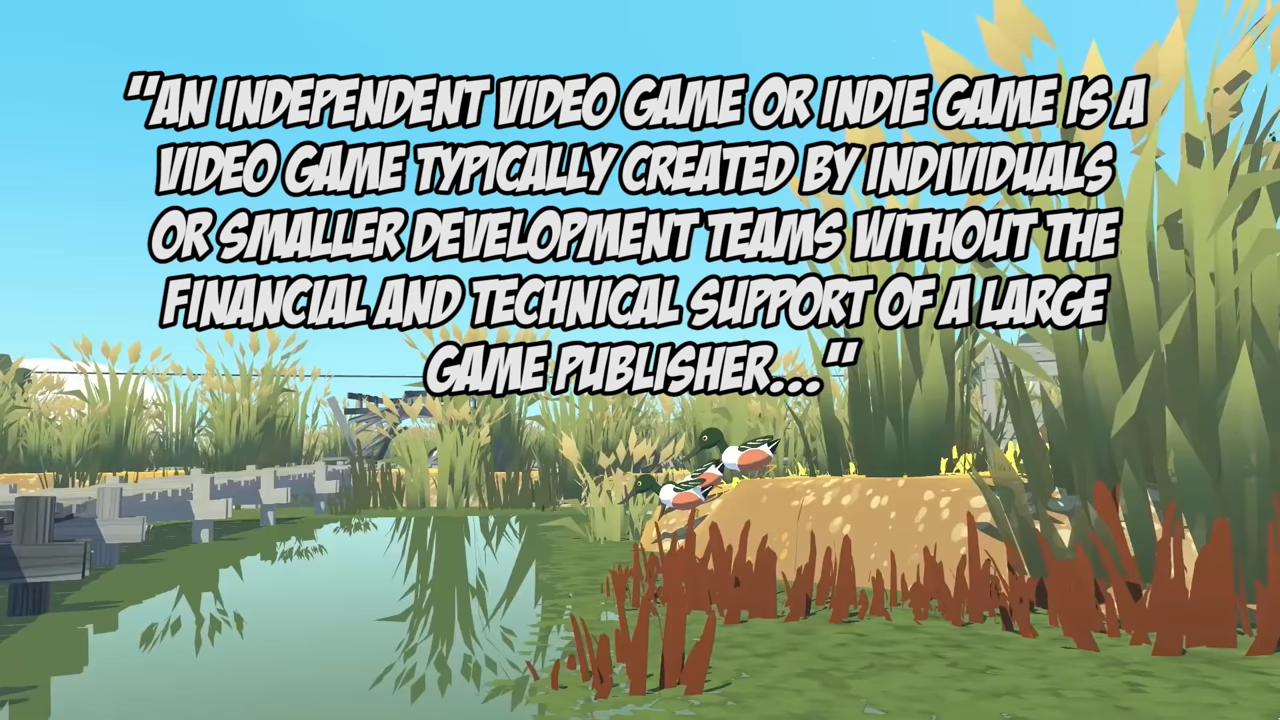 "AN INDEPENDENT VIDEO GAME OR INDIE GAME IS A
VIDEO GAME TYPICALLY CREATED BY INDIVIDUALS
OR SMALLER DEVELOPMENT TEAMS WITHOUT THE
FINANCIAL AND TECHNICAL SUPPORT OF A LARGE
GAME PUBLISHER..."